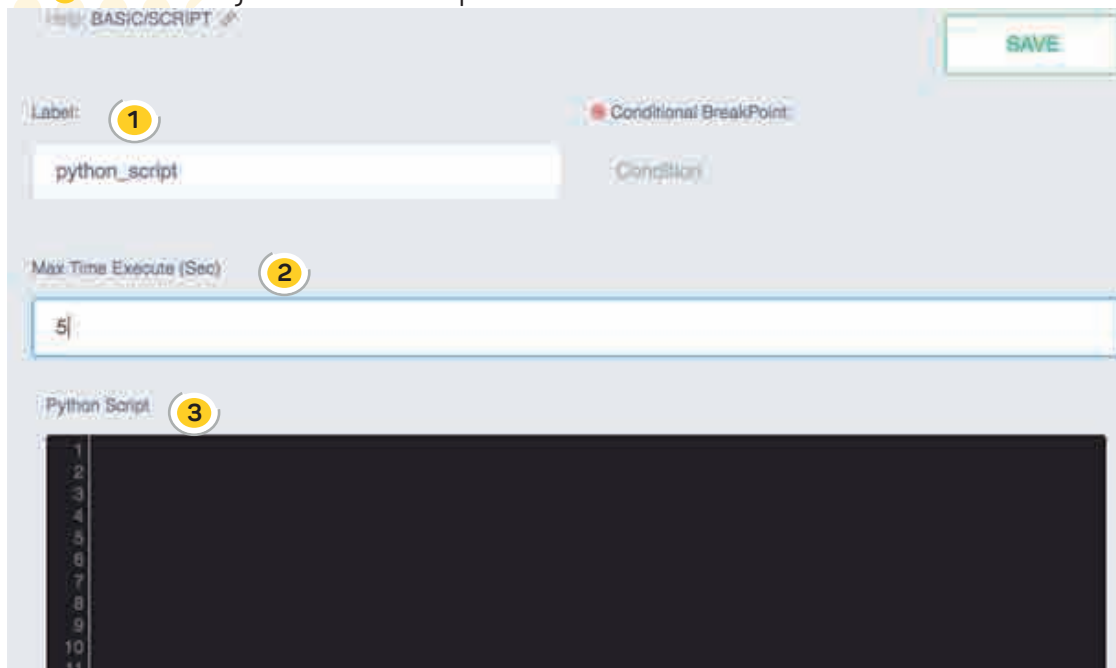 Help: BASIC/SCRIPT
SAVE
Label: 1
Conditional BreakPoint:
python_script
Condition
Max Time Execute (Sec) 2
5
Python Script 3
1
2
3
4
5
6
7
8
9
10
11